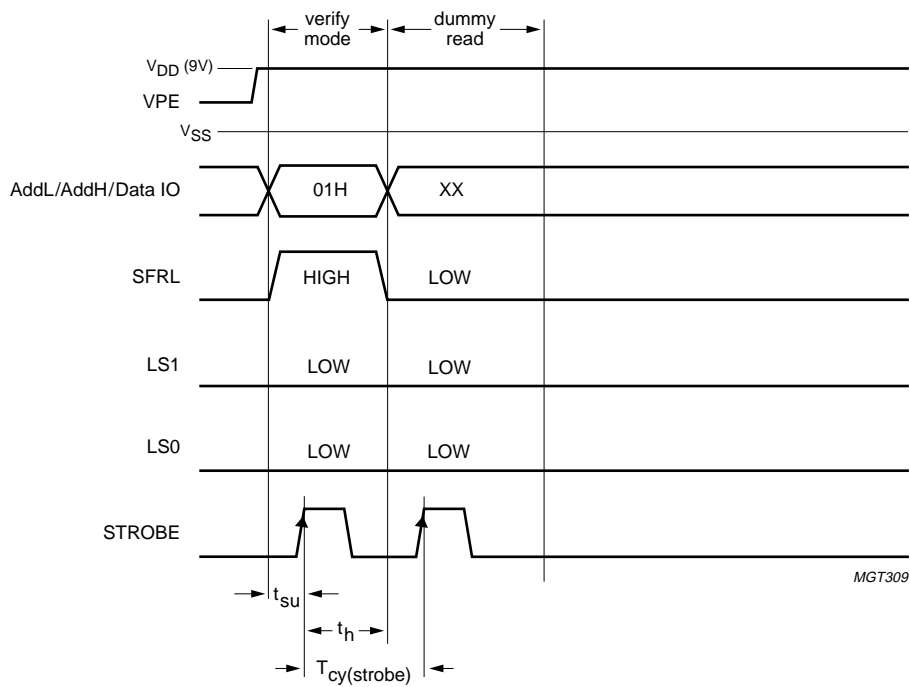 verify mode
dummy read
VDD (9V)
VPE
VSS
AddL/AddH/Data IO
01H
XX
SFRL
HIGH
LOW
LS1
LOW
LOW
LS0
LOW
LOW
STROBE
MGT309
tsu
th
Tcy(strobe)